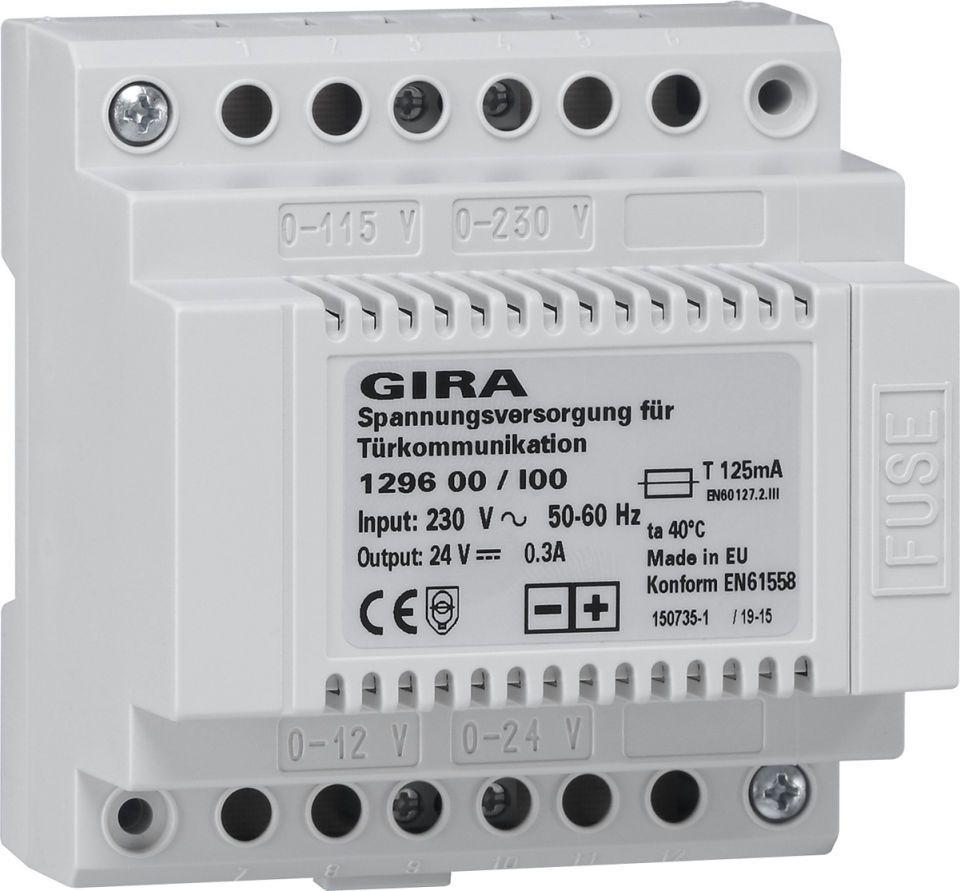 1 2 3 4 5 6
0-115 V 0-230 V
GIRA
Spannungsversorgung für
Türkommunikation
1296 00 / I00
T 125mA
EN60127.2.III
Input: 230 V ~ 50-60 Hz
ta 40°C
Output: 24 V ⎓ 0.3A
Made in EU
Konform EN61558
CE
- +
150735-1 / 19-15
FUSE
0-12 V 0-24 V
7 8 9 10 11 12